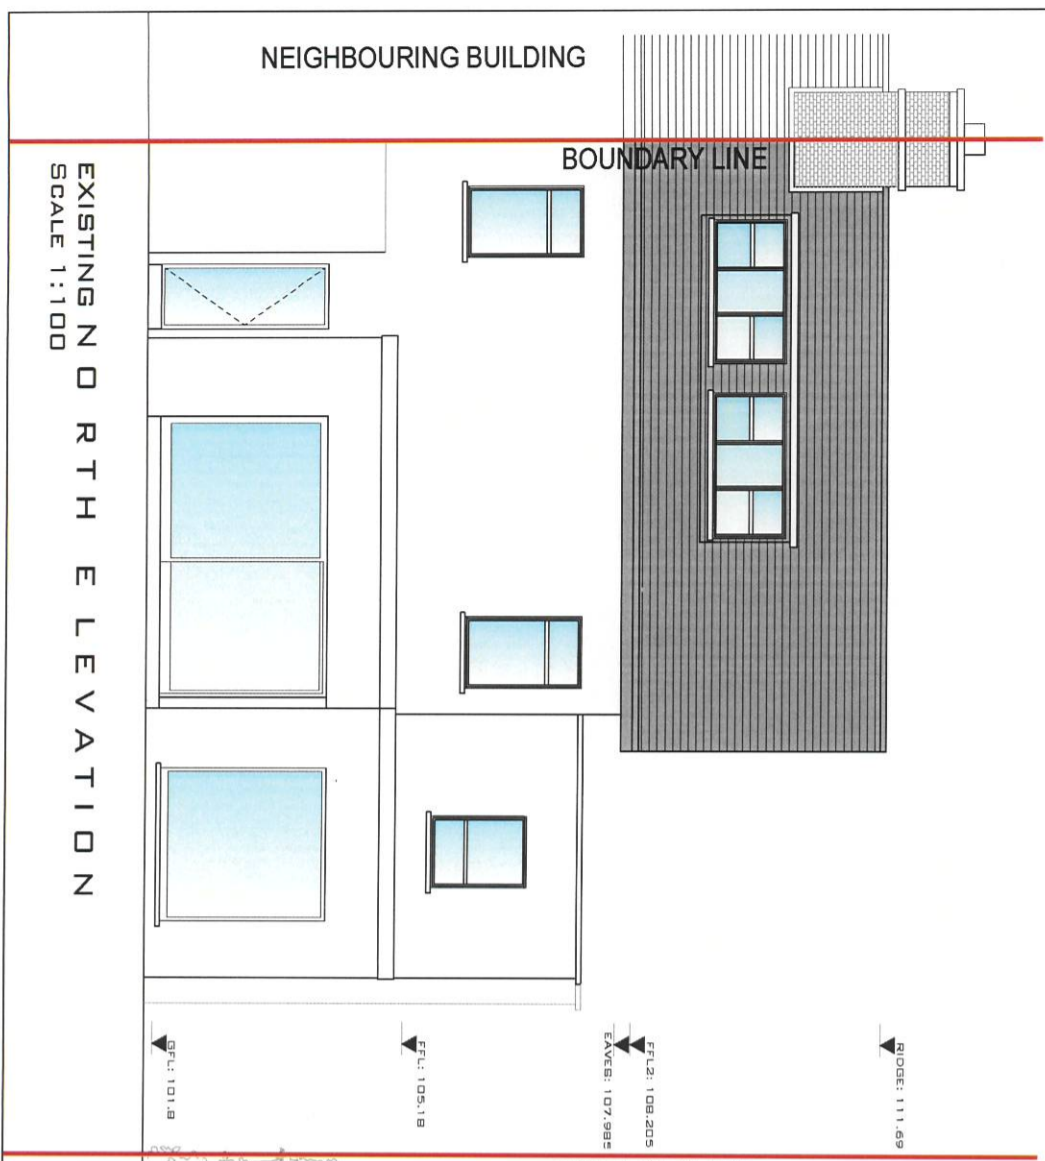 NEIGHBOURING BUILDING
BOUNDARY LINE
EXISTING NORTH ELEVATION
SCALE 1:100
RIDGE: 111.69
FFL2: 108.205
EAVES: 107.985
FFL: 105.18
GFL: 101.8